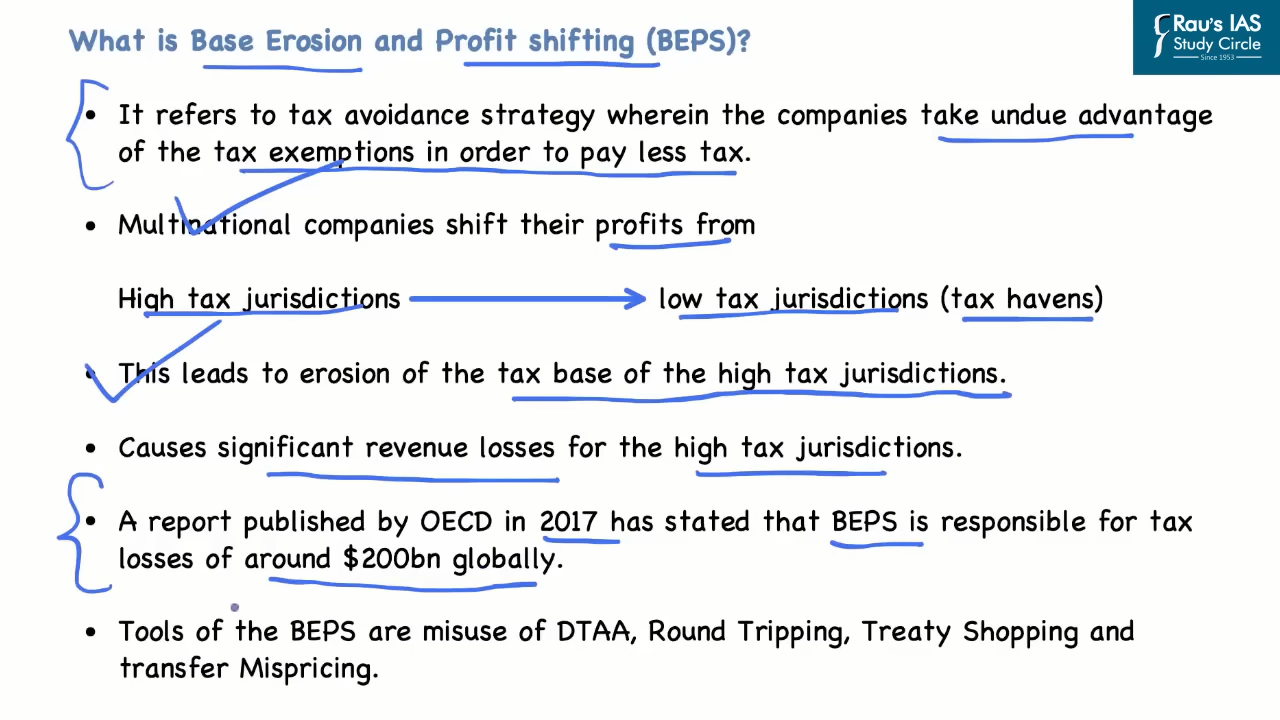 What is Base Erosion and Profit shifting (BEPS)?
Rau's IAS
Study Circle
Since 1953
• It refers to tax avoidance strategy wherein the companies take undue advantage
of the tax exemptions in order to pay less tax.
• Multinational companies shift their profits from
High tax jurisdictions low tax jurisdictions (tax havens)
• This leads to erosion of the tax base of the high tax jurisdictions.
• Causes significant revenue losses for the high tax jurisdictions.
• A report published by OECD in 2017 has stated that BEPS is responsible for tax
losses of around $200bn globally.
• Tools of the BEPS are misuse of DTAA, Round Tripping, Treaty Shopping and
transfer Mispricing.